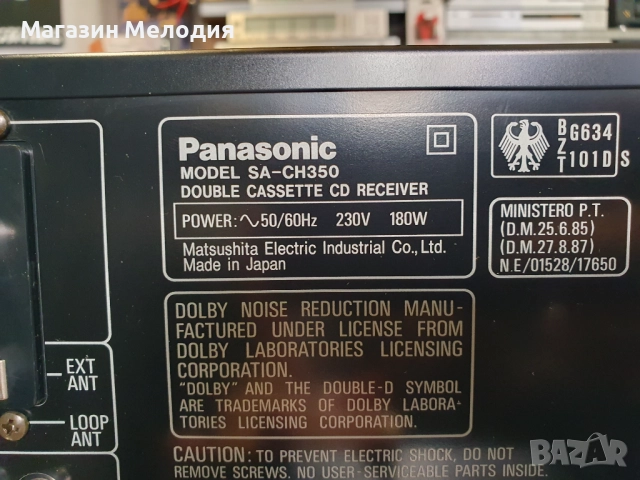 Магазин Мелодия
Panasonic
MODEL SA-CH350
DOUBLE CASSETTE CD RECEIVER
POWER:∿50/60Hz 230V 180W
Matsushita Electric Industrial Co., Ltd.
Made in Japan
BZT
G634
101D S
MINISTERO P.T.
(D.M.25.6.85)
(D.M.27.8.87)
N.E/01528/17650
DOLBY NOISE REDUCTION MANU-
FACTURED UNDER LICENSE FROM
DOLBY LABORATORIES LICENSING
CORPORATION.
"DOLBY" AND THE DOUBLE-D SYMBOL
ARE TRADEMARKS OF DOLBY LABORA-
TORIES LICENSING CORPORATION.
EXT
ANT
LOOP
ANT
CAUTION: TO PREVENT ELECTRIC SHOCK, DO NOT
REMOVE SCREWS. NO USER-SERVICEABLE PARTS INSIDE.
bazar